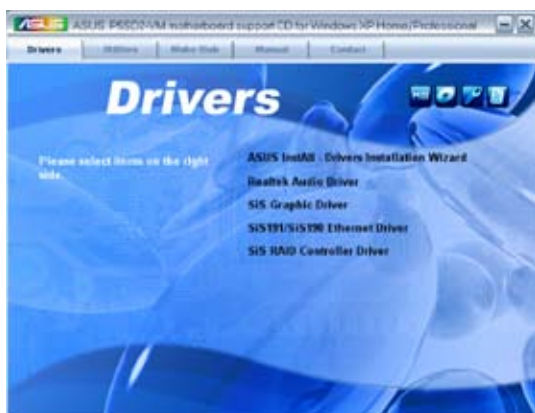 ASUS ASUS P5SD2-VM motherboard support CD for Windows XP Home/Professional
Drivers Utilities Make Disk Manual Contact
Drivers
Please select items on the right
side.
ASUS InstAll - Drivers Installation Wizard
Realtek Audio Driver
SiS Graphic Driver
SiS191/SiS190 Ethernet Driver
SiS RAID Controller Driver